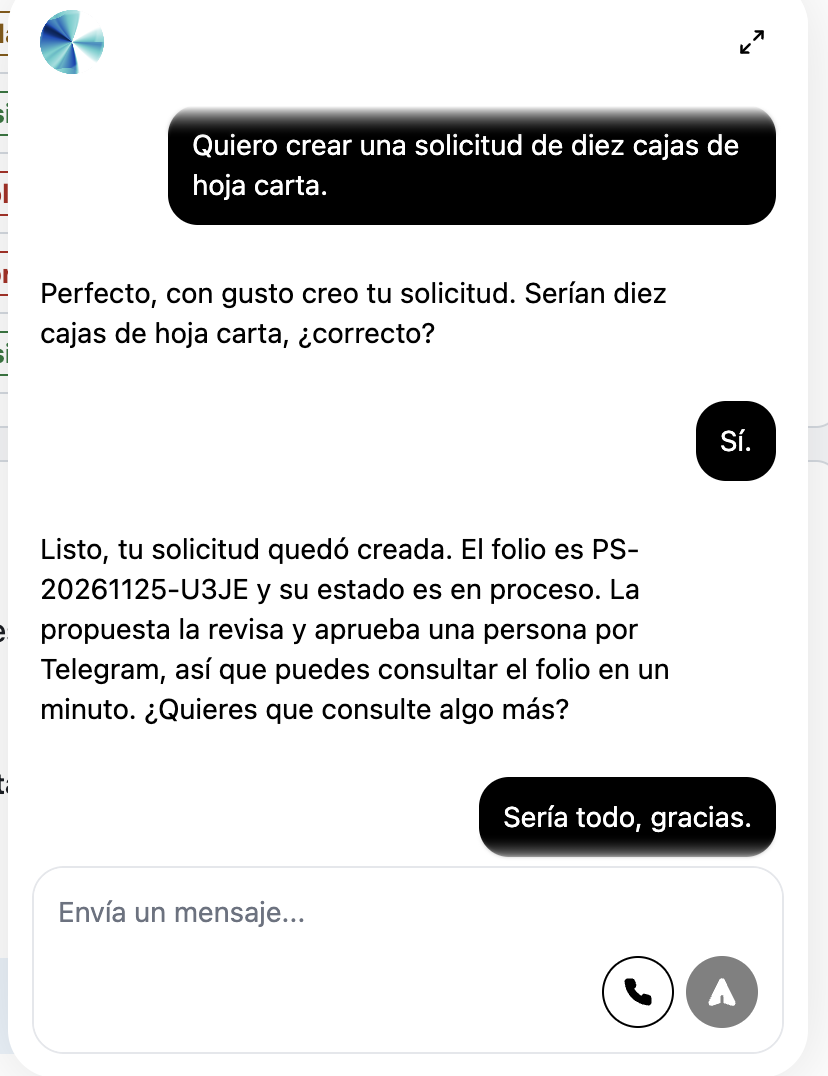 Quiero crear una solicitud de diez cajas de
hoja carta.
Perfecto, con gusto creo tu solicitud. Serían diez
cajas de hoja carta, ¿correcto?
Sí.
Listo, tu solicitud quedó creada. El folio es PS-
20261125-U3JE y su estado es en proceso. La
propuesta la revisa y aprueba una persona por
Telegram, así que puedes consultar el folio en un
minuto. ¿Quieres que consulte algo más?
Sería todo, gracias.
Envía un mensaje...